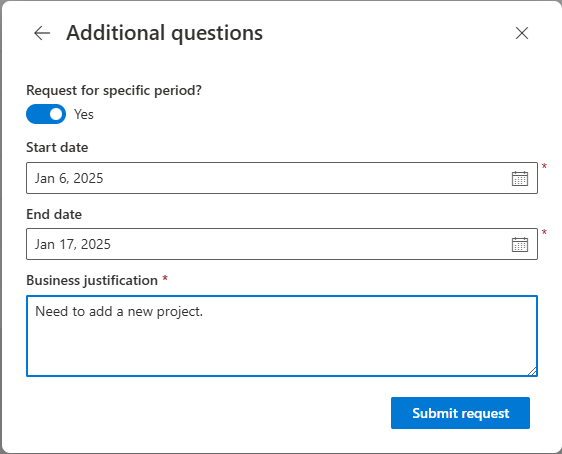 Additional questions
Request for specific period?
Yes
Start date
Jan 6, 2025
*
End date
Jan 17, 2025
*
Business justification *
Need to add a new project.
Submit request